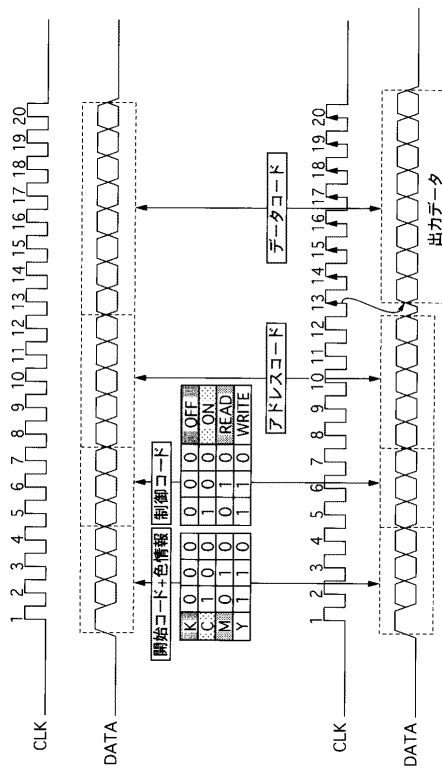 CLK
1 2 3 4 5 6 7 8 9 10 11 12 13 14 15 16 17 18 19 20
DATA
開始コード+色情報
制御コード
アドレスコード
データコード
K 0 0 0
C 1 0 0
M 0 1 0
Y 1 1 0
0 0 0 OFF
1 0 0 ON
0 1 0 READ
1 1 0 WRITE
CLK
1 2 3 4 5 6 7 8 9 10 11 12 13 14 15 16 17 18 19 20
DATA
出力データ